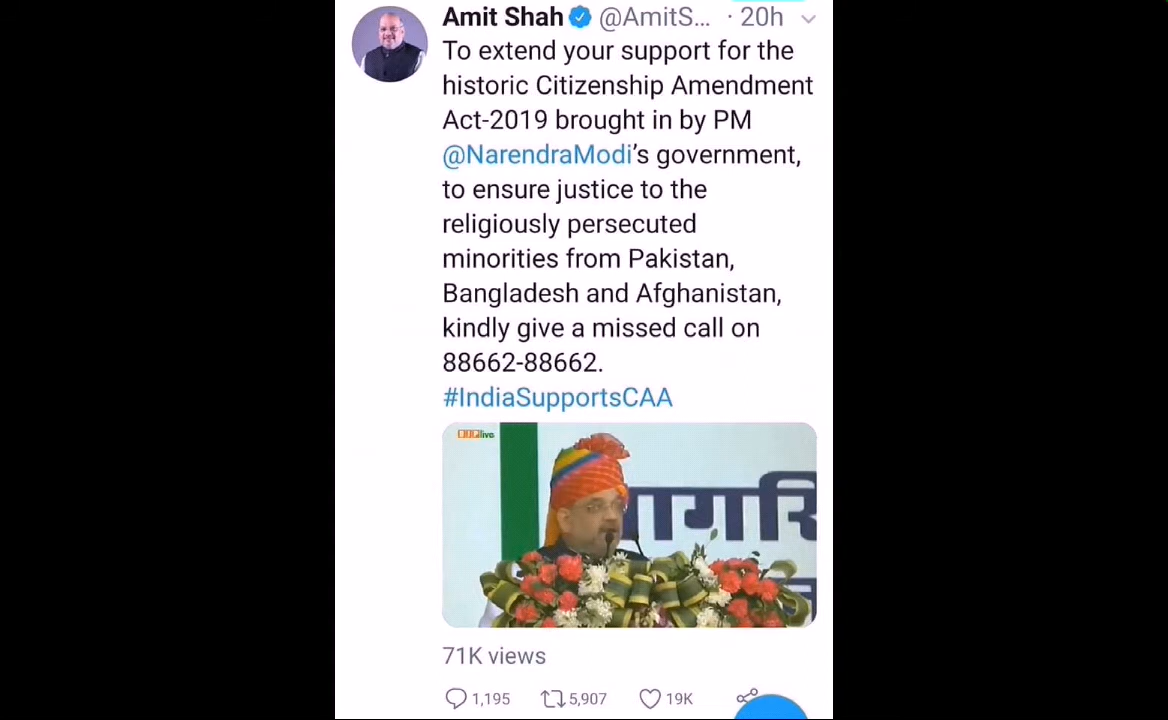 Amit Shah @AmitS... · 20h
To extend your support for the
historic Citizenship Amendment
Act-2019 brought in by PM
@NarendraModi's government,
to ensure justice to the
religiously persecuted
minorities from Pakistan,
Bangladesh and Afghanistan,
kindly give a missed call on
88662-88662.
#IndiaSupportsCAA
live
71K views
1,195 5,907 19K